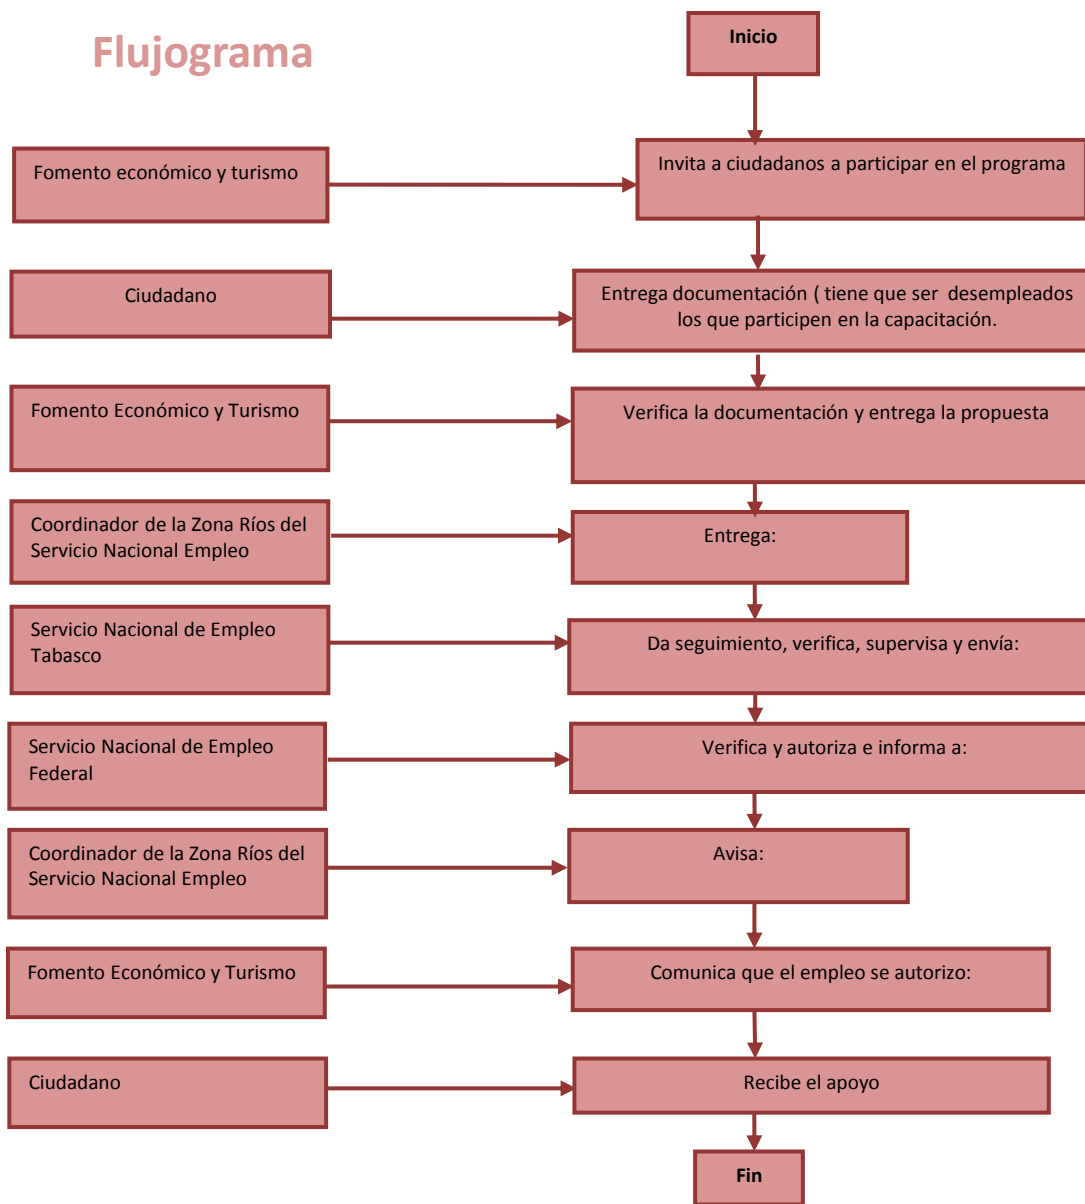 Flujograma
Inicio
Fomento económico y turismo
Invita a ciudadanos a participar en el programa
Ciudadano
Entrega documentación ( tiene que ser  desempleados
los que participen en la capacitación.
Fomento Económico y Turismo
Verifica la documentación y entrega la propuesta
Coordinador de la Zona Ríos del
Servicio Nacional Empleo
Entrega:
Servicio Nacional de Empleo
Tabasco
Da seguimiento, verifica, supervisa y envía:
Servicio Nacional de Empleo
Federal
Verifica y autoriza e informa a:
Coordinador de la Zona Ríos del
Servicio Nacional Empleo
Avisa:
Fomento Económico y Turismo
Comunica que el empleo se autorizo:
Ciudadano
Recibe el apoyo
Fin